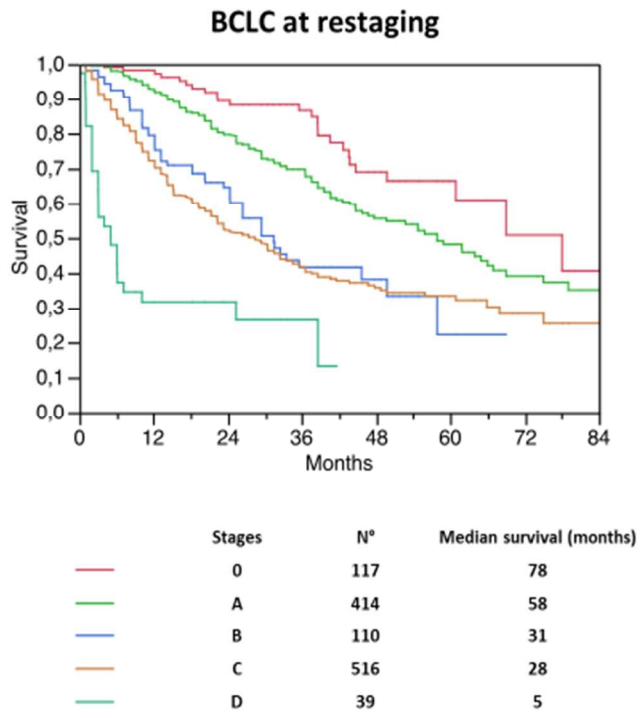 BCLC at restaging
1,0
0,9
0,8
0,7
0,6
0,5
0,4
0,3
0,2
0,1
0,0
Survival
0 12 24 36 48 60 72 84
Months
Stages N° Median survival (months)
0 117 78
A 414 58
B 110 31
C 516 28
D 39 5